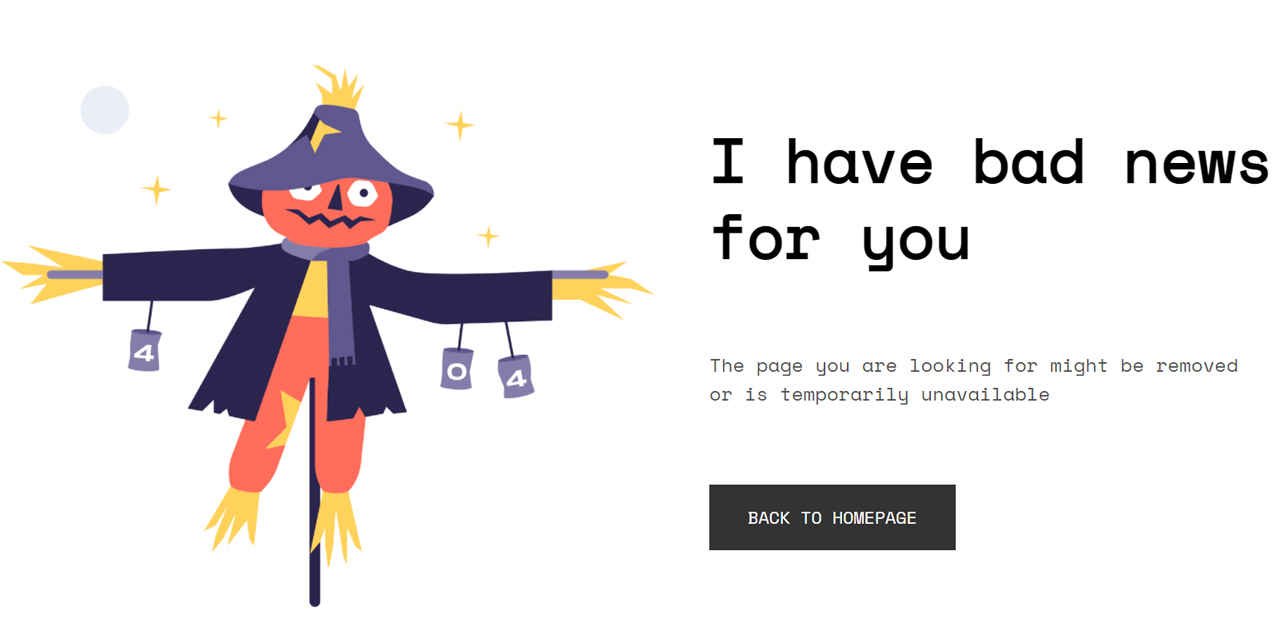 4
0
4
I have bad news
for you
The page you are looking for might be removed
or is temporarily unavailable
BACK TO HOMEPAGE